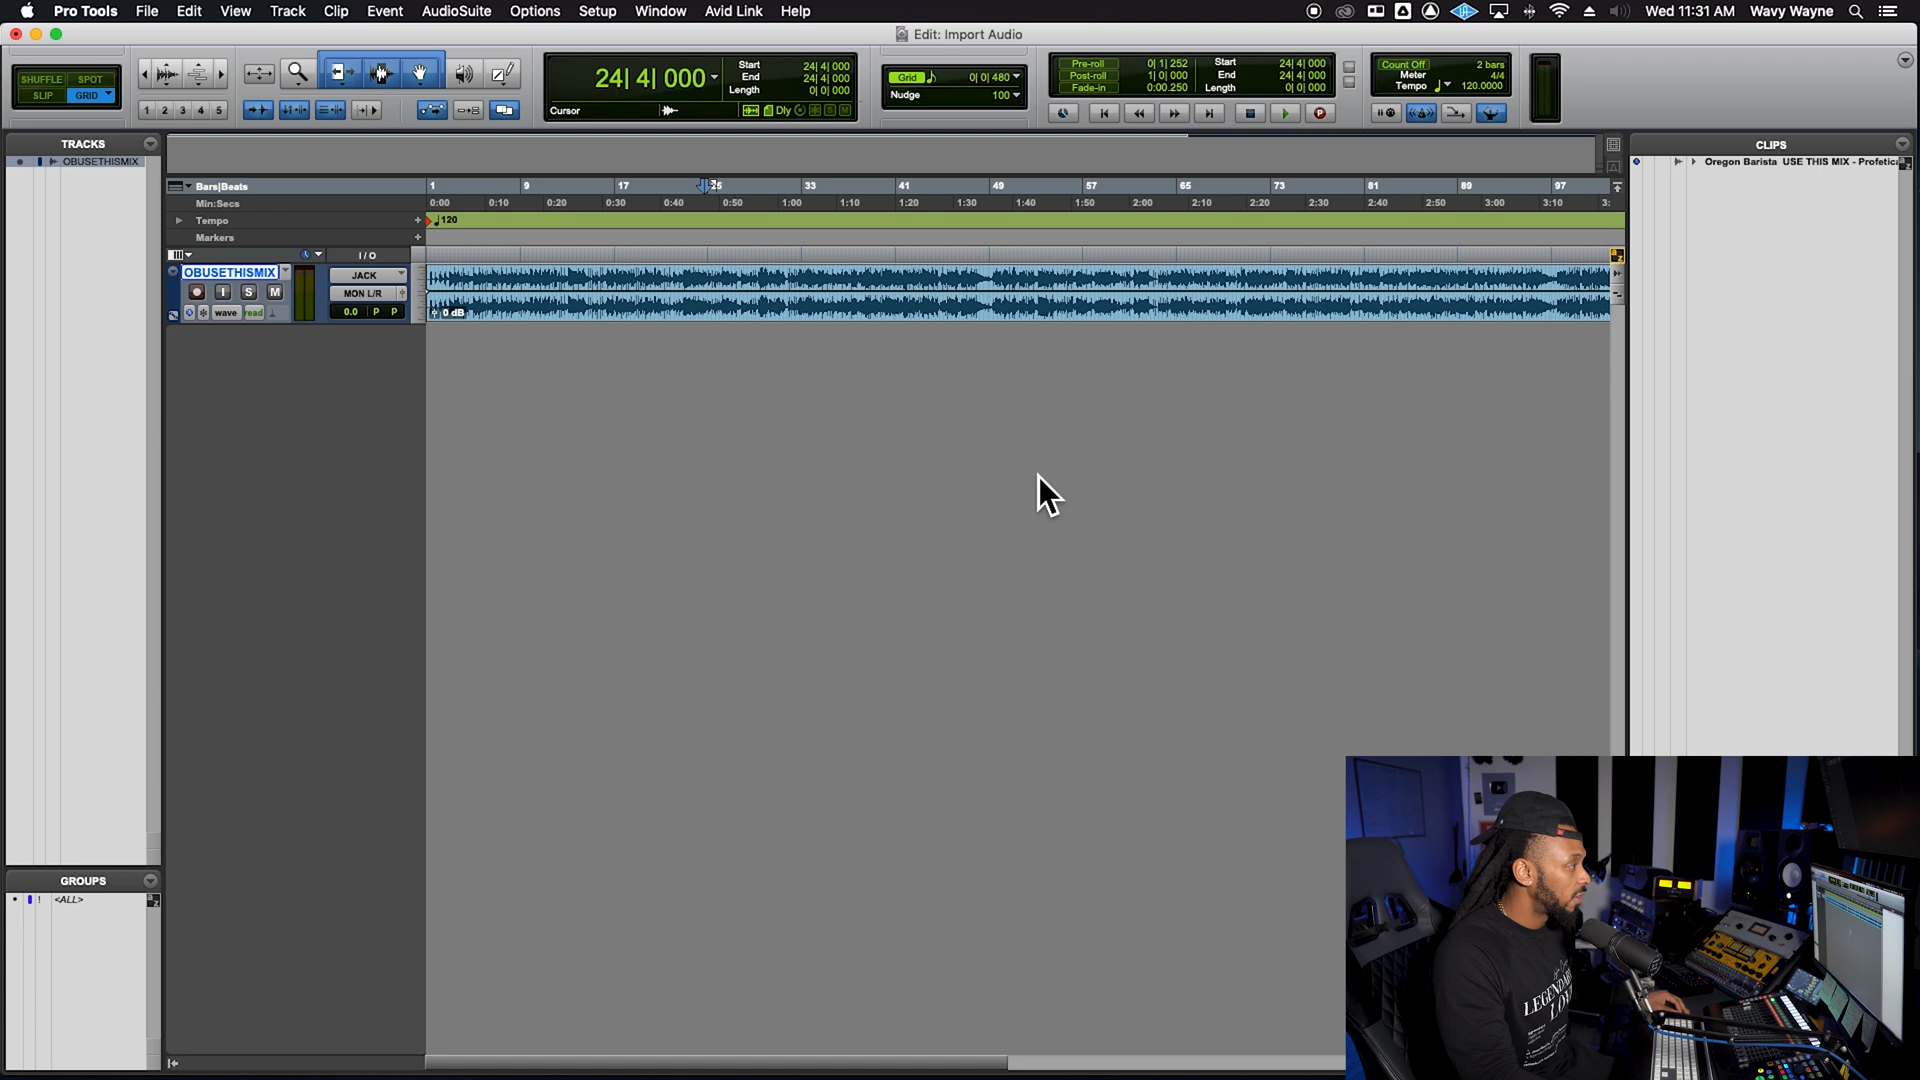 Pro Tools File Edit View Track Clip Event AudioSuite Options Setup Window Avid Link Help Wed 11:31 AM Wavy Wayne
Edit: Import Audio
SHUFFLE SPOT
SLIP GRID
1 2 3 4 5
24| 4| 000
Start 24| 4| 000
End 24| 4| 000
Length 0| 0| 000
Cursor Dly S M
Grid 0| 0| 480
Nudge 100
Pre-roll 0| 1| 252
Post-roll 1| 0| 000
Fade-in 0:00.250
Start 24| 4| 000
End 24| 4| 000
Length 0| 0| 000
Count Off 2 bars
Meter 4/4
Tempo 120.0000
TRACKS
OBUSETHISMIX
CLIPS
Oregon Barista USE THIS MIX - Profetic
Bars|Beats 1 9 17 25 33 41 49 57 65 73 81 89 97
Min:Secs 0:00 0:10 0:20 0:30 0:40 0:50 1:00 1:10 1:20 1:30 1:40 1:50 2:00 2:10 2:20 2:30 2:40 2:50 3:00 3:10 3:
Tempo + 120
Markers +
I / O
OBUSETHISMIX JACK
I S M MON L/R
wave read 0.0 P P
0 dB
GROUPS
! <ALL>
LEGENDA